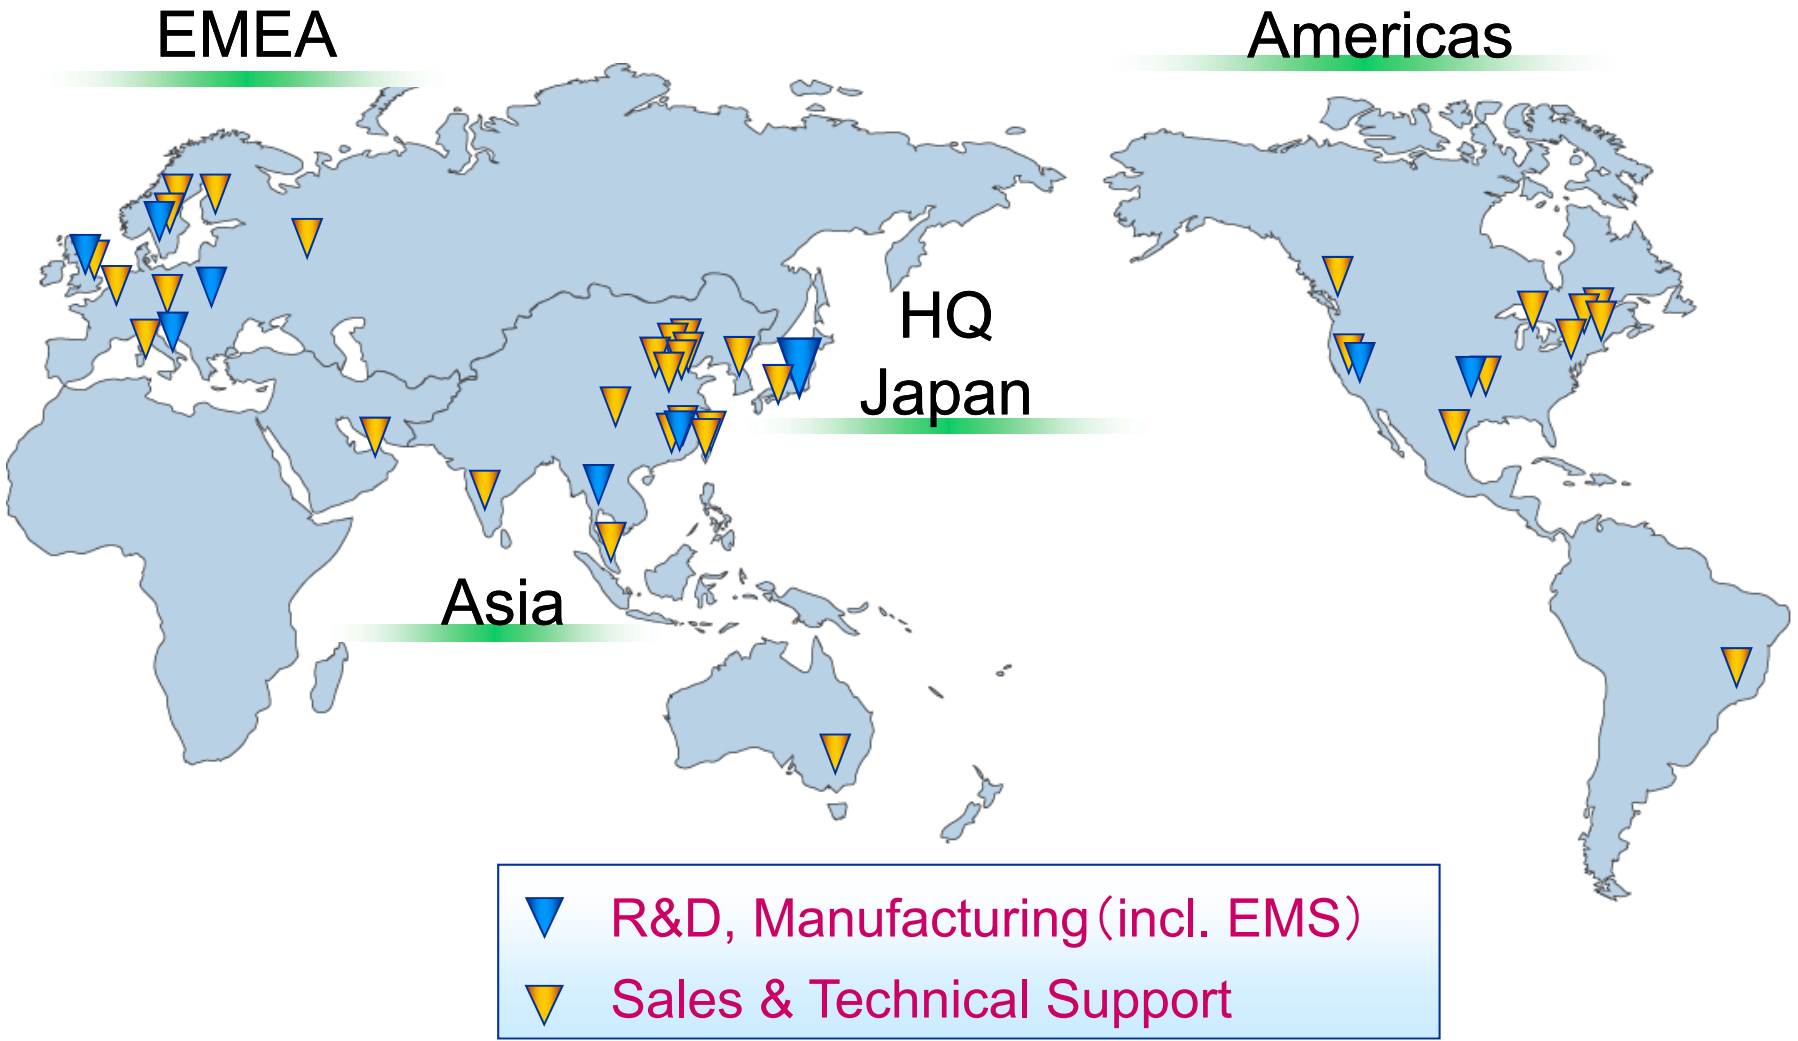 EMEA
Americas
HQ
Japan
Asia
R&D, Manufacturing（incl. EMS）
Sales & Technical Support